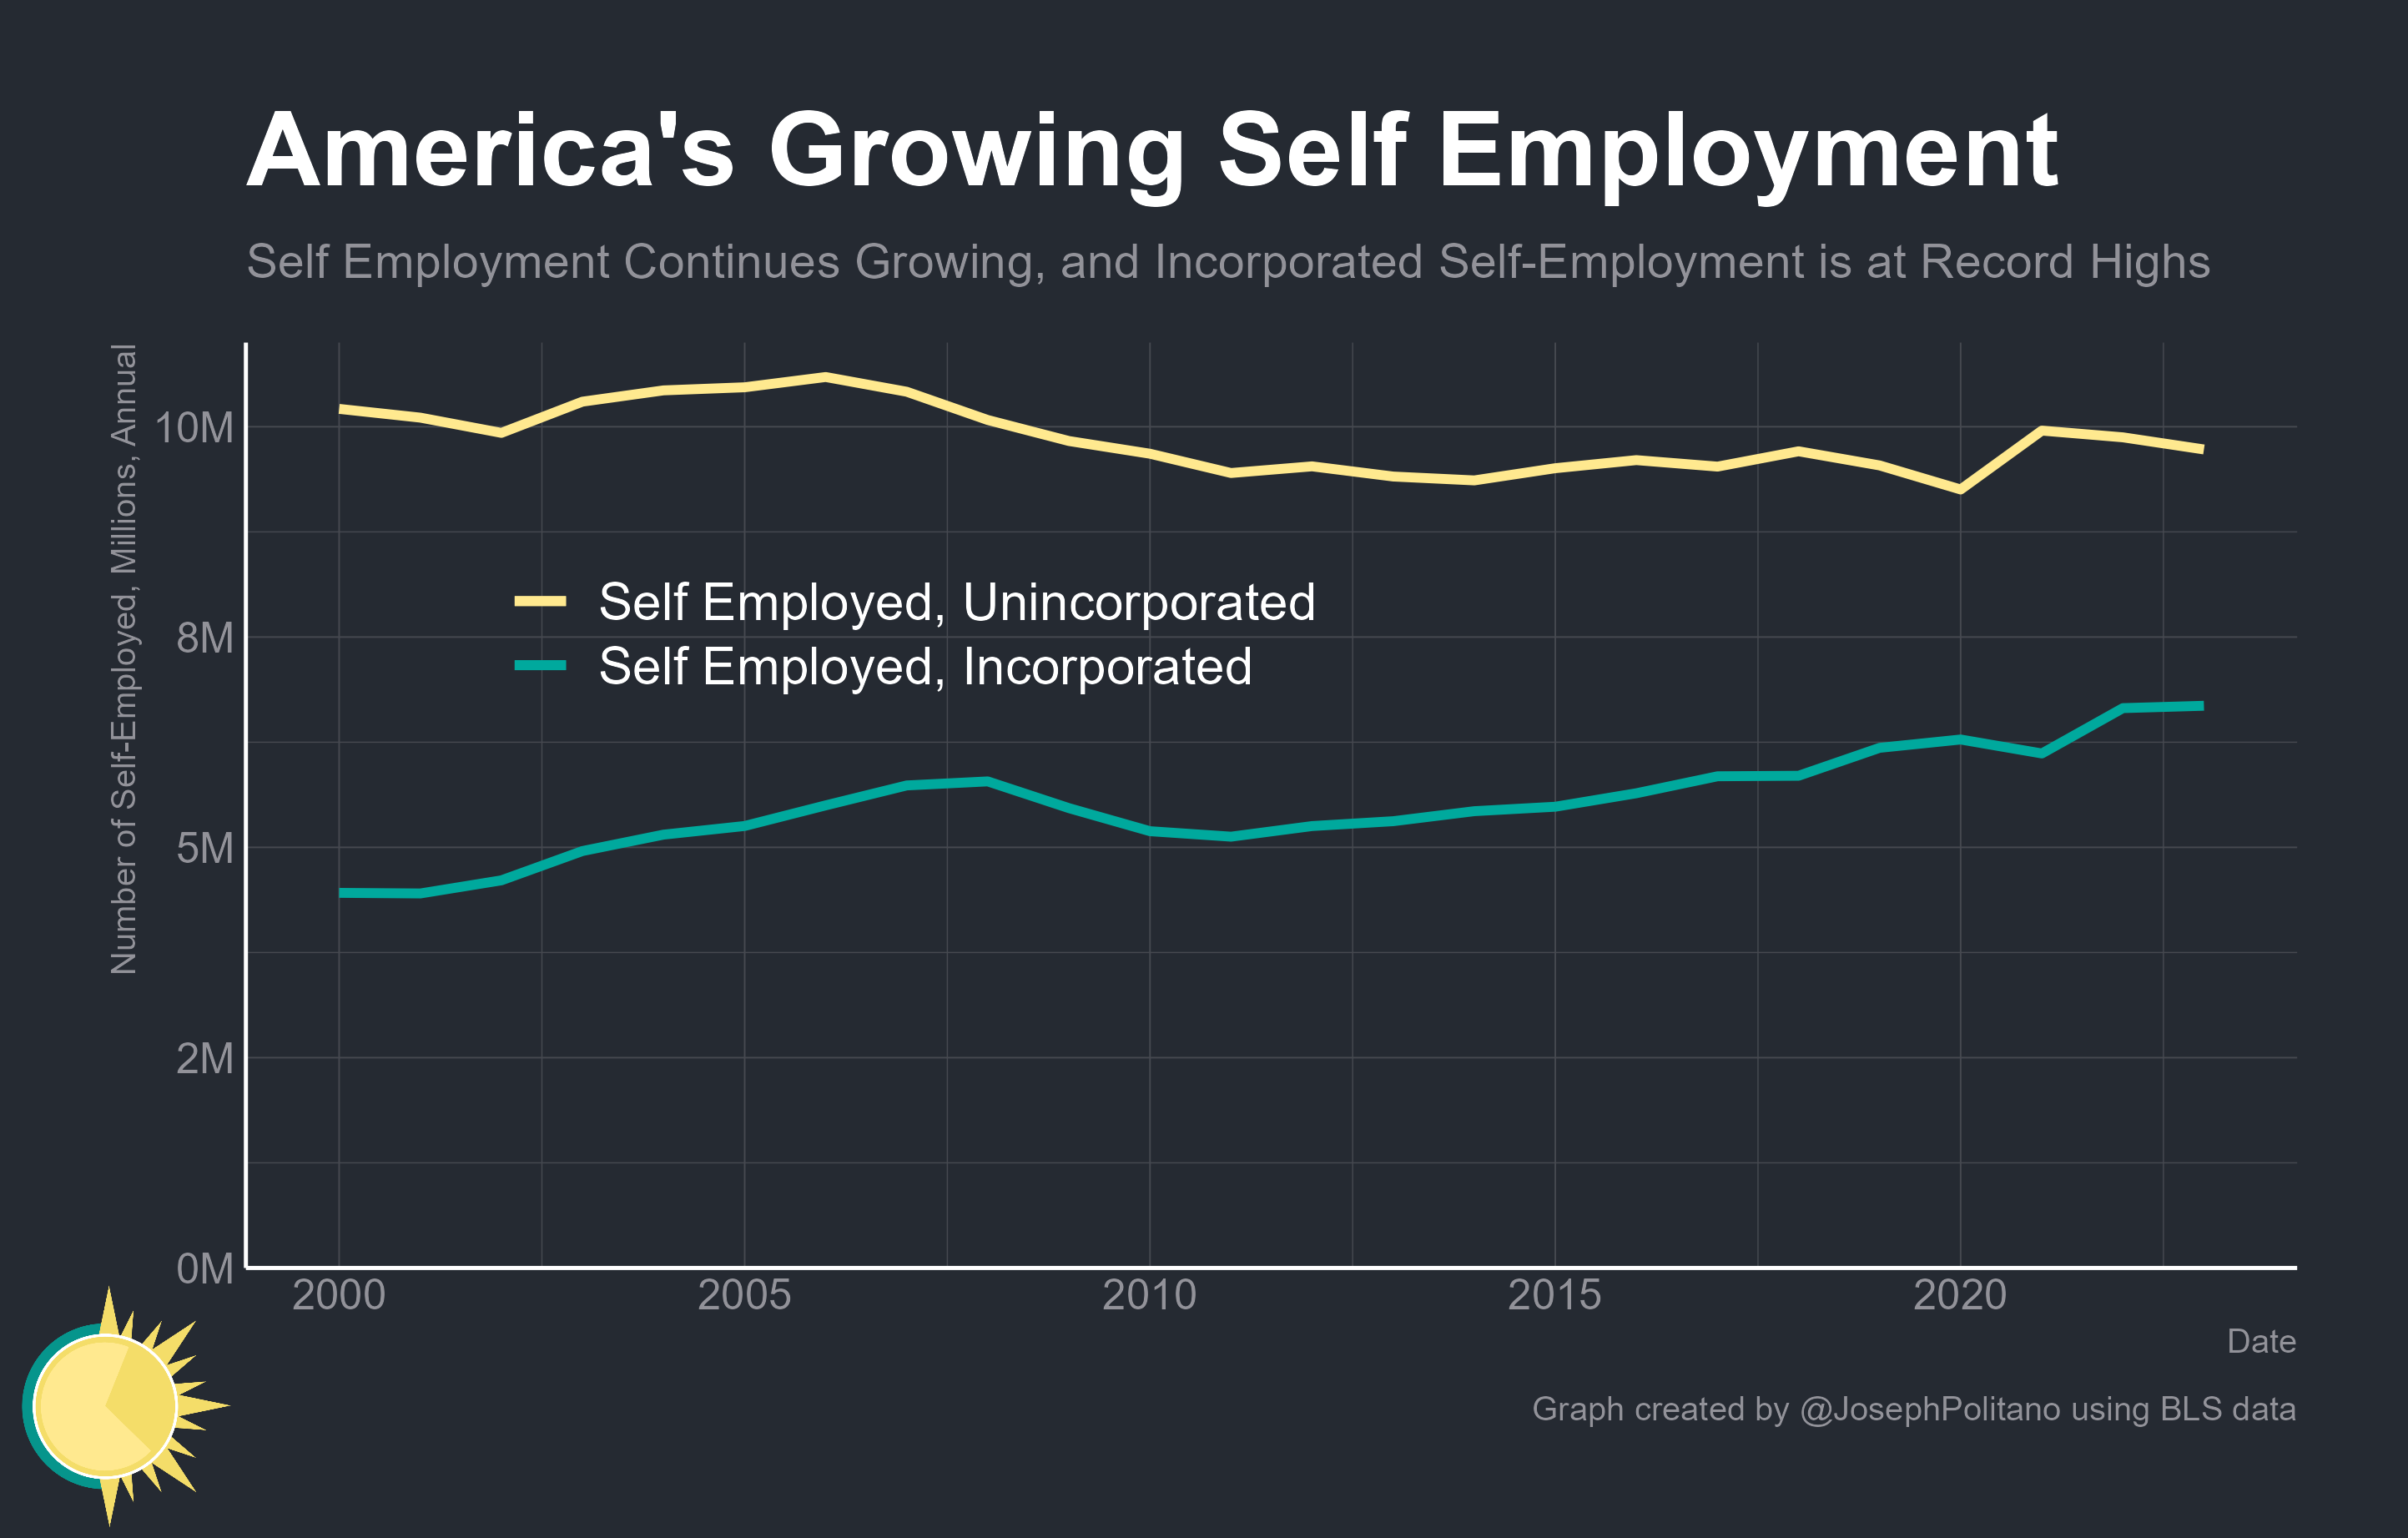 America's Growing Self Employment
Self Employment Continues Growing, and Incorporated Self-Employment is at Record Highs
Number of Self-Employed, Millions, Annual
10M
8M
5M
2M
0M
Self Employed, Unincorporated
Self Employed, Incorporated
2000 2005 2010 2015 2020
Date
Graph created by @JosephPolitano using BLS data